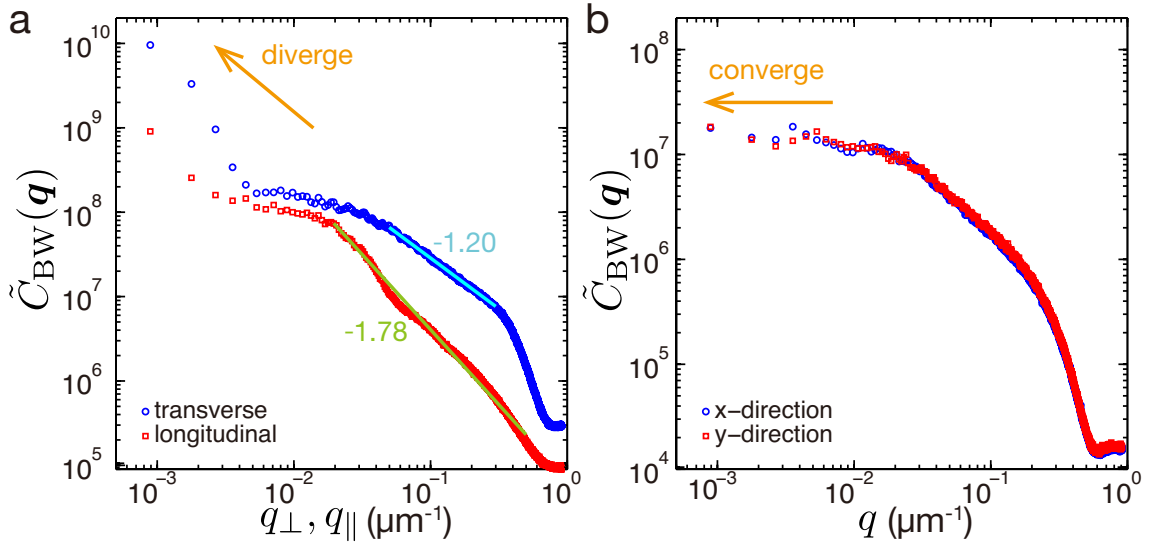 a
diverge
10^10
10^9
10^8
10^7
10^6
10^5
C̃_BW(q)
-1.20
-1.78
transverse
longitudinal
10^-3
10^-2
10^-1
10^0
q⊥, q∥ (μm^-1)
b
converge
10^8
10^7
10^6
10^5
10^4
C̃_BW(q)
x-direction
y-direction
10^-3
10^-2
10^-1
10^0
q (μm^-1)